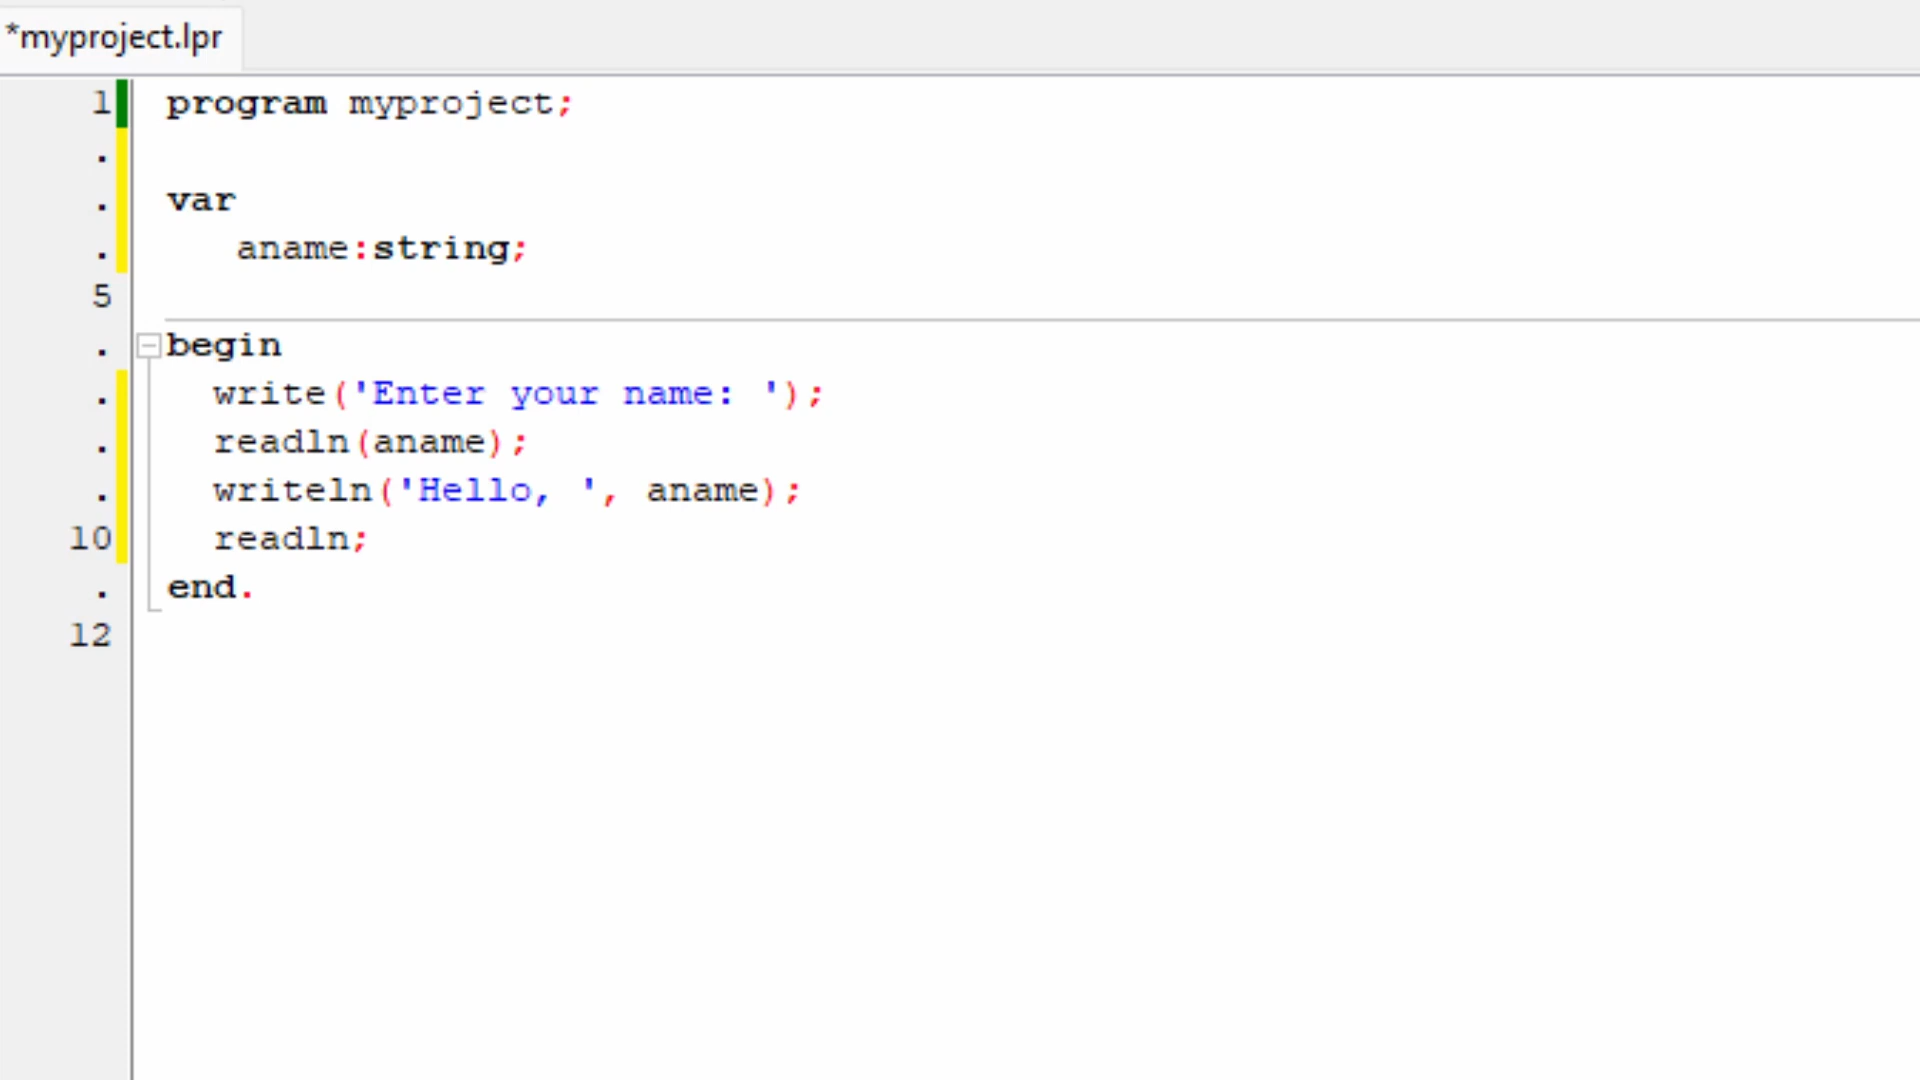 *myproject.lpr
1 program myproject;
.
. var
. aname:string;
5
. begin
. write('Enter your name: ');
. readln(aname);
. writeln('Hello, ', aname);
10 readln;
. end.
12